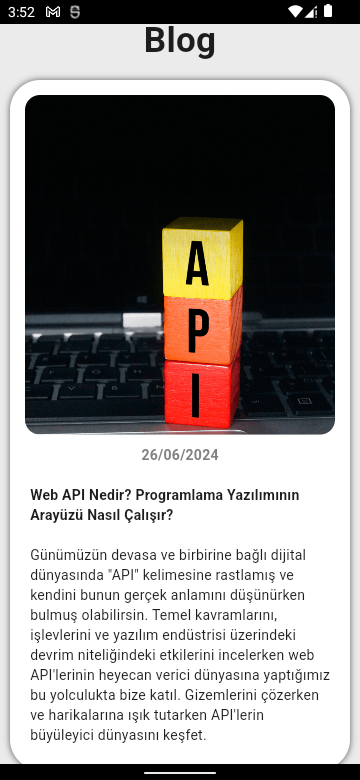 3:52
Blog
A
P
I
26/06/2024
Web API Nedir? Programlama Yazılımının
Arayüzü Nasıl Çalışır?
Günümüzün devasa ve birbirine bağlı dijital
dünyasında "API" kelimesine rastlamış ve
kendini bunun gerçek anlamını düşünürken
bulmuş olabilirsin. Temel kavramlarını,
işlevlerini ve yazılım endüstrisi üzerindeki
devrim niteliğindeki etkilerini incelerken web
API'lerinin heyecan verici dünyasına yaptığımız
bu yolculukta bize katıl. Gizemlerini çözerken
ve harikalarına ışık tutarken API'lerin
büyüleyici dünyasını keşfet.